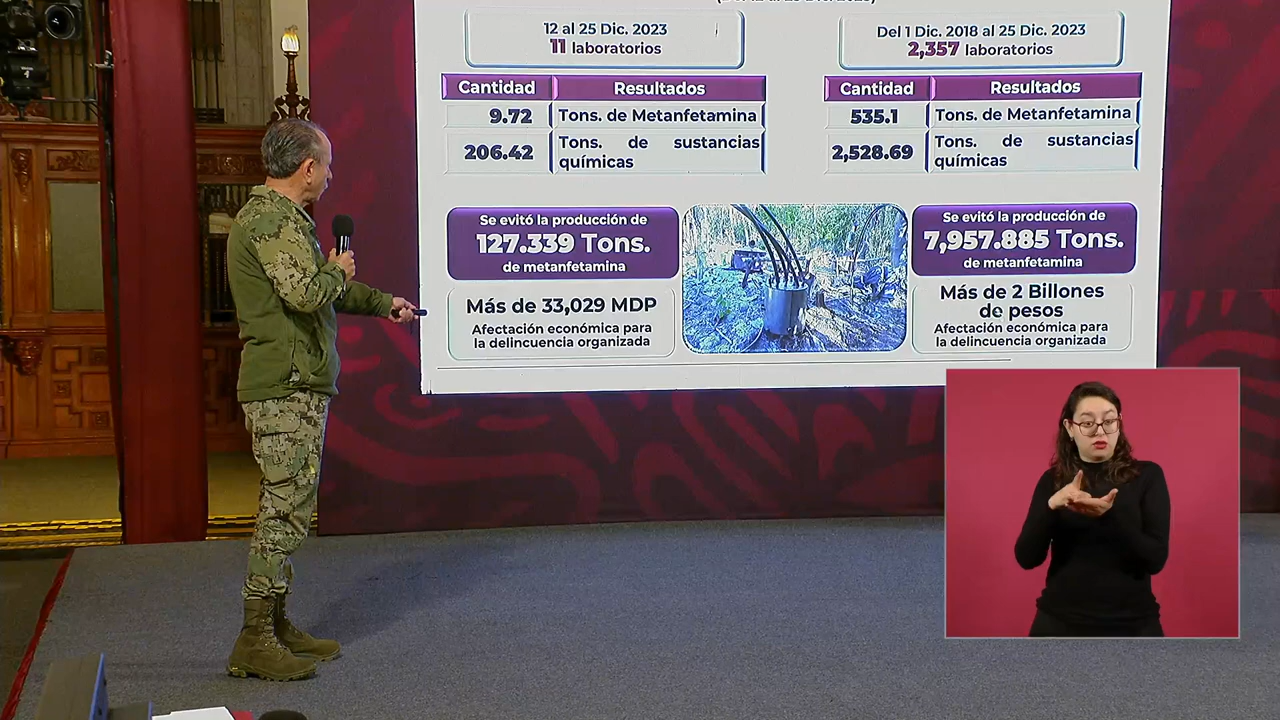 12 al 25 Dic. 2023
11 laboratorios
Cantidad Resultados
9.72 Tons. de Metanfetamina
206.42 Tons. de sustancias
químicas
Del 1 Dic. 2018 al 25 Dic. 2023
2,357 laboratorios
Cantidad Resultados
535.1 Tons. de Metanfetamina
2,528.69 Tons. de sustancias
químicas
Se evitó la producción de
127.339 Tons.
de metanfetamina
Más de 33,029 MDP
Afectación económica para
la delincuencia organizada
Se evitó la producción de
7,957.885 Tons.
de metanfetamina
Más de 2 Billones
de pesos
Afectación económica para
la delincuencia organizada